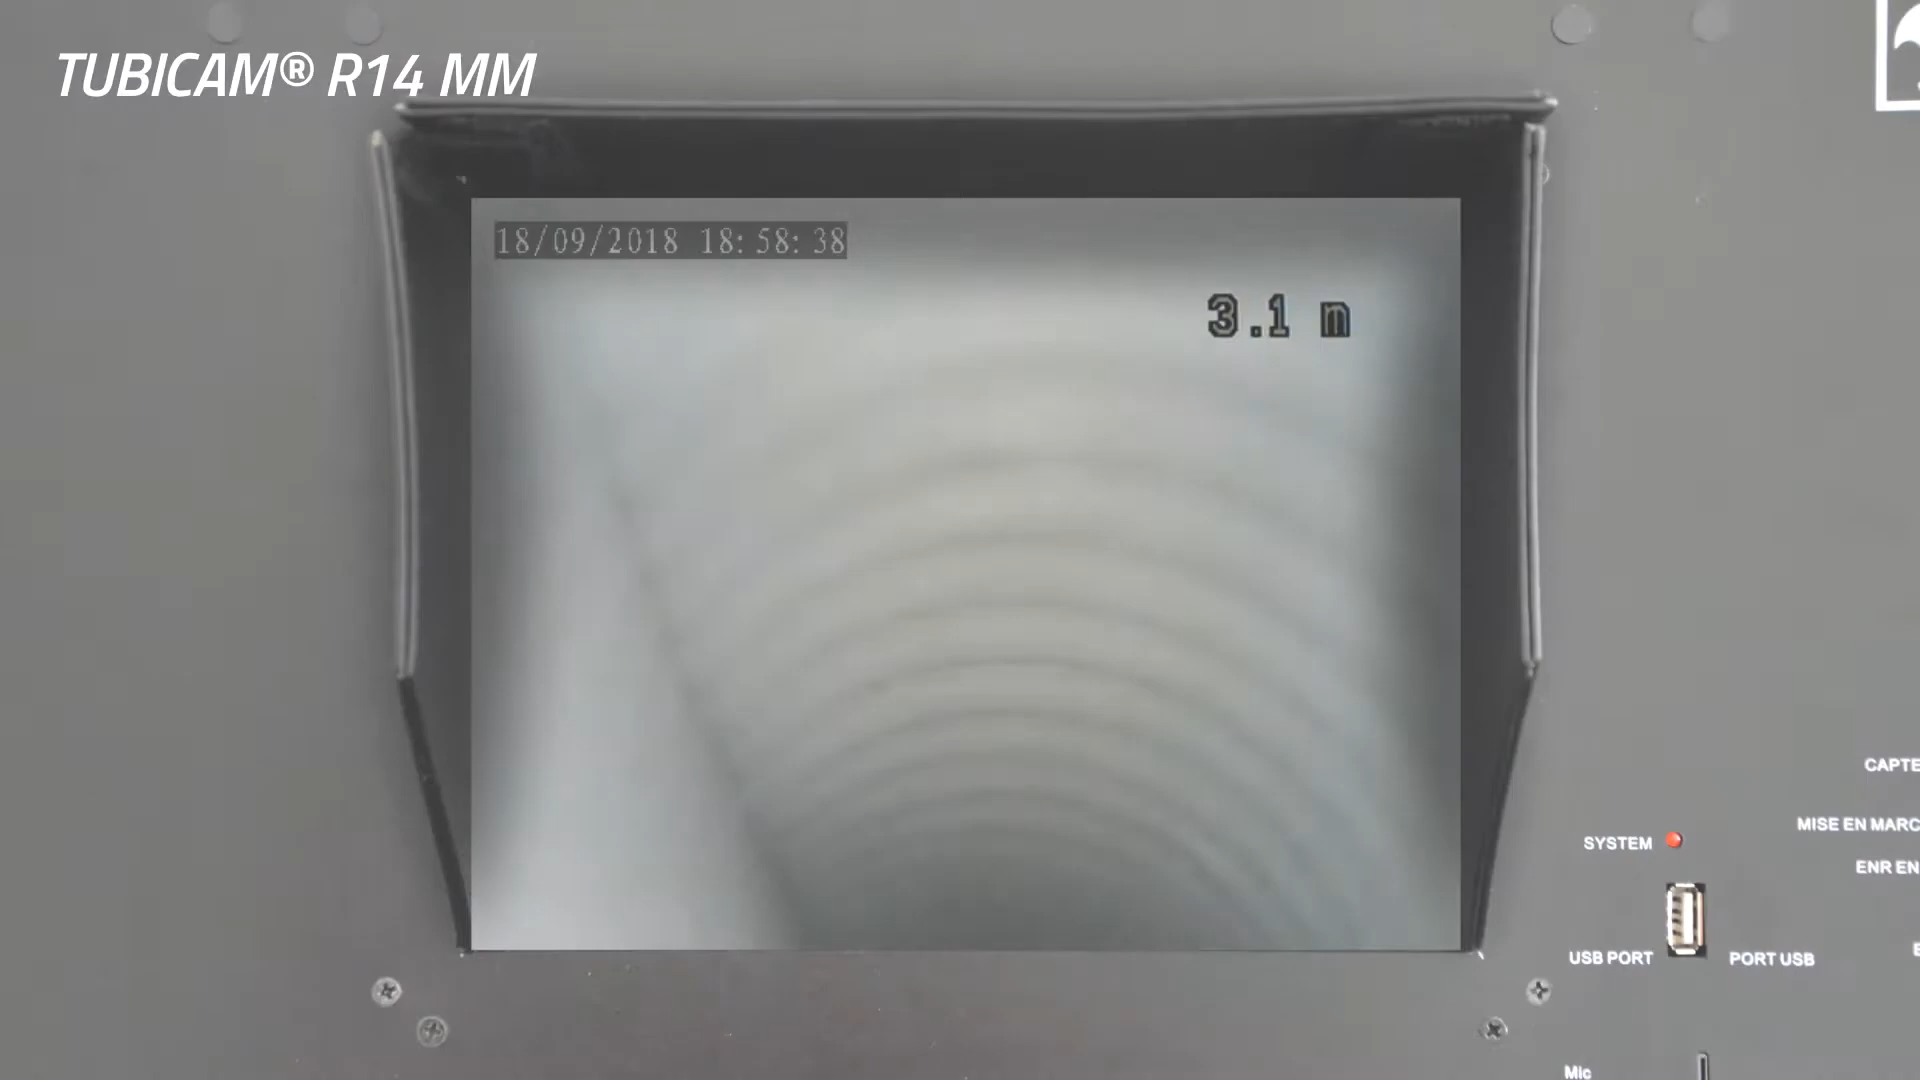 TUBICAM® R14 MM
18/09/2018 18:58:38
3.1 m
CAPTE
MISE EN MARC
SYSTEM
ENR EN
USB PORT
PORT USB
Mic